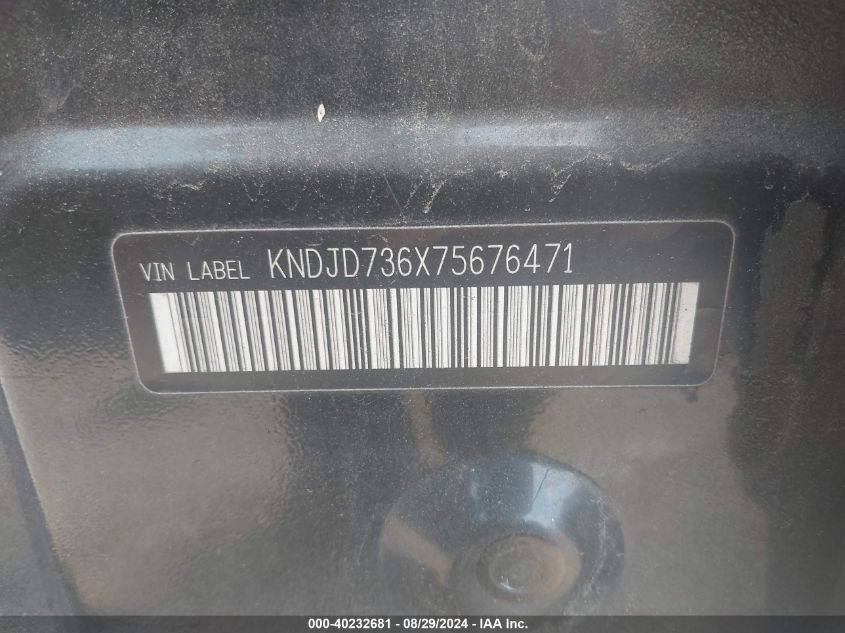 VIN LABEL KNDJD736X75676471
000-40232681 - 08/29/2024 - IAA Inc.